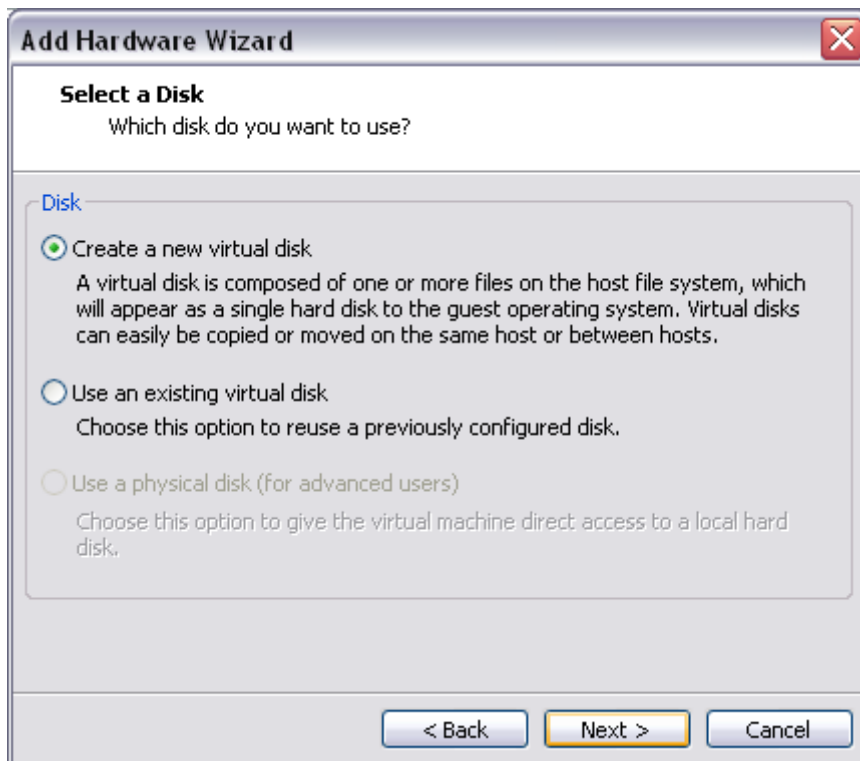 Add Hardware Wizard
Select a Disk
Which disk do you want to use?
Disk
Create a new virtual disk
A virtual disk is composed of one or more files on the host file system, which
will appear as a single hard disk to the guest operating system. Virtual disks
can easily be copied or moved on the same host or between hosts.
Use an existing virtual disk
Choose this option to reuse a previously configured disk.
Use a physical disk (for advanced users)
Choose this option to give the virtual machine direct access to a local hard
disk.
< Back
Next >
Cancel